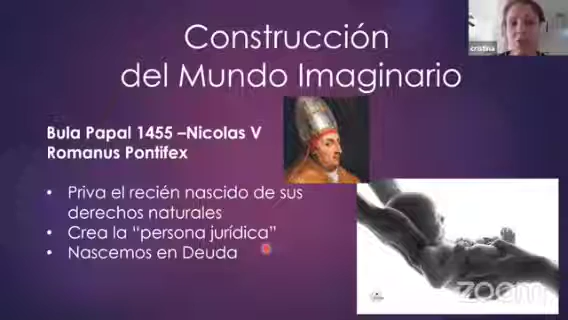 Construcción
del Mundo Imaginario
cristina
Bula Papal 1455 –Nicolas V
Romanus Pontifex
• Priva el recién nascido de sus
derechos naturales
• Crea la “persona jurídica”
• Nascemos en Deuda
zoom